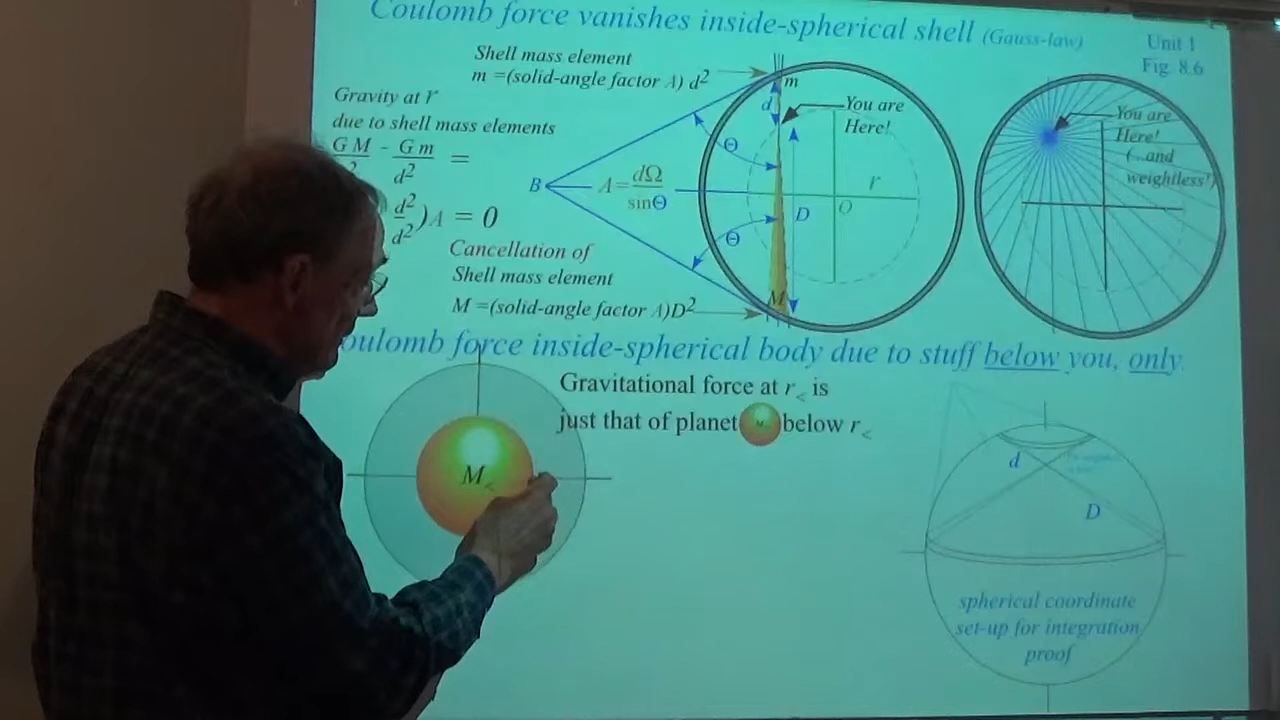 Coulomb force vanishes inside-spherical shell (Gauss-law)
Unit 1
Fig. 8.6
Shell mass element
m =(solid-angle factor A) d²
Gravity at r
due to shell mass elements
GM - Gm =
d²
d²
d²
)A = 0
Cancellation of
Shell mass element
M =(solid-angle factor A)D²
B
A= dΩ
sinΘ
Θ
Θ
m
d
You are
Here!
r
D
O
M
You are
Here!
(...and
weightless!)
oulomb force inside-spherical body due to stuff below you, only.
M<
Gravitational force at r< is
just that of planet M< below r<
d
D
spherical coordinate
set-up for integration
proof